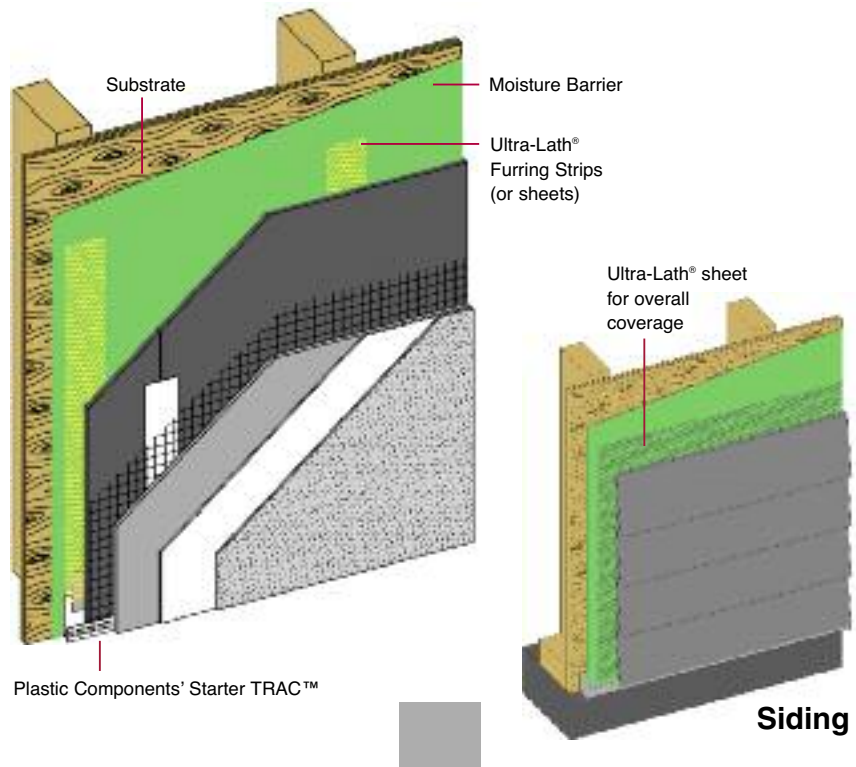 Substrate
Moisture Barrier
Ultra-Lath®
Furring Strips
(or sheets)
Ultra-Lath® sheet
for overall
coverage
Plastic Components’ Starter TRAC™
Siding